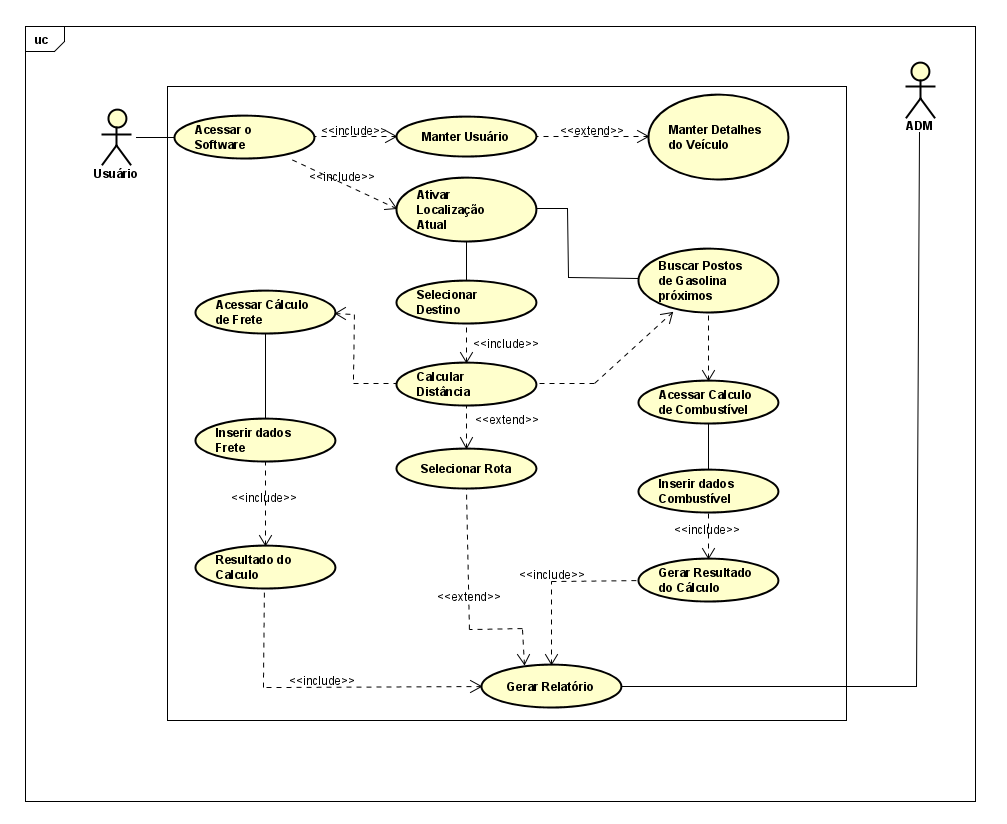 uc
ADM
Usuário
Acessar o
Software
<<include>>
Manter Usuário
<<extend>>
Manter Detalhes
do Veículo
<<include>>
Ativar
Localização
Atual
Buscar Postos
de Gasolina
próximos
Selecionar
Destino
Acessar Cálculo
de Frete
<<include>>
Calcular
Distância
Acessar Calculo
de Combustível
<<extend>>
Inserir dados
Frete
Selecionar Rota
Inserir dados
Combustível
<<include>>
<<include>>
Resultado do
Calculo
Gerar Resultado
do Cálculo
<<include>>
<<extend>>
<<include>>
Gerar Relatório